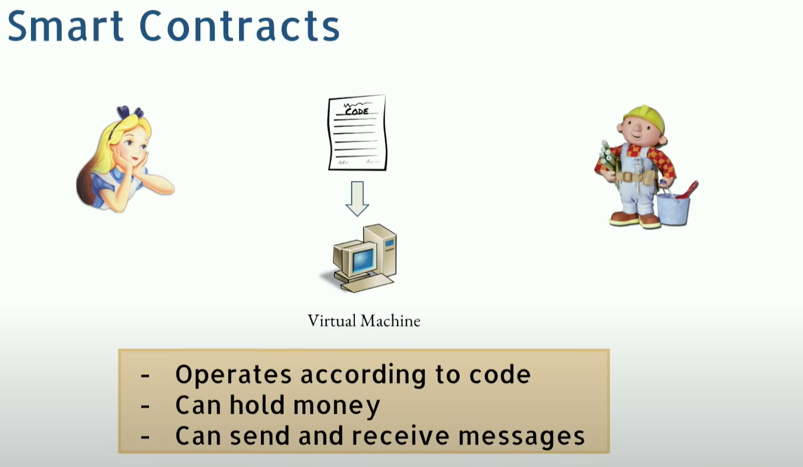 Smart Contracts
CODE
Virtual Machine
- Operates according to code
- Can hold money
- Can send and receive messages